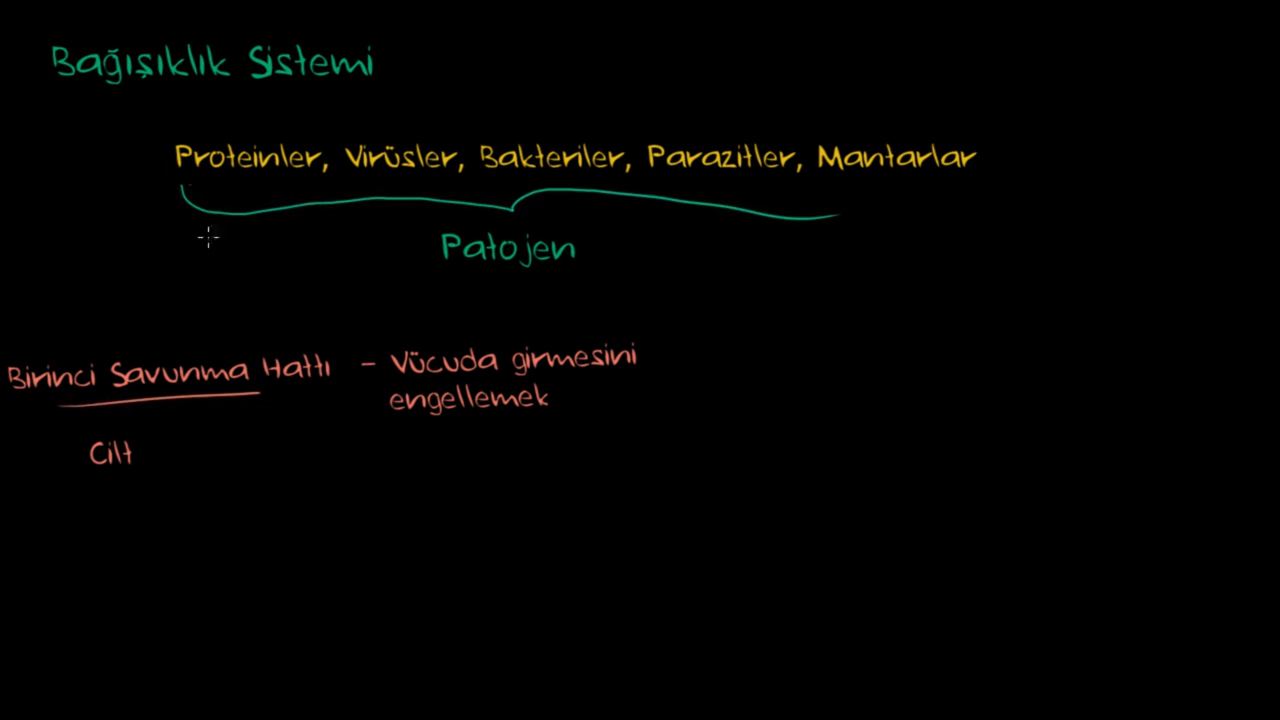 Bağışıklık Sistemi
Proteinler, Virüsler, Bakteriler, Parazitler, Mantarlar
Patojen
Birinci Savunma Hattı - Vücuda girmesini
engellemek
Cilt